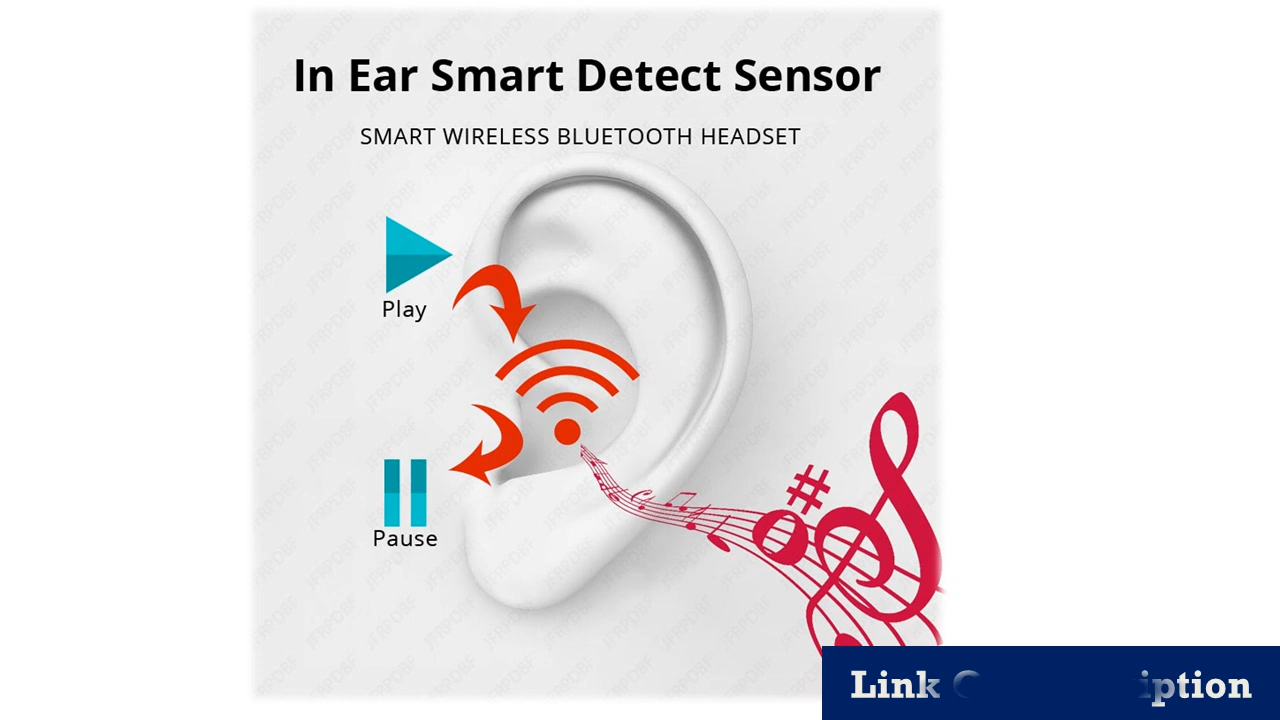 In Ear Smart Detect Sensor
SMART WIRELESS BLUETOOTH HEADSET
Play
Pause
Link